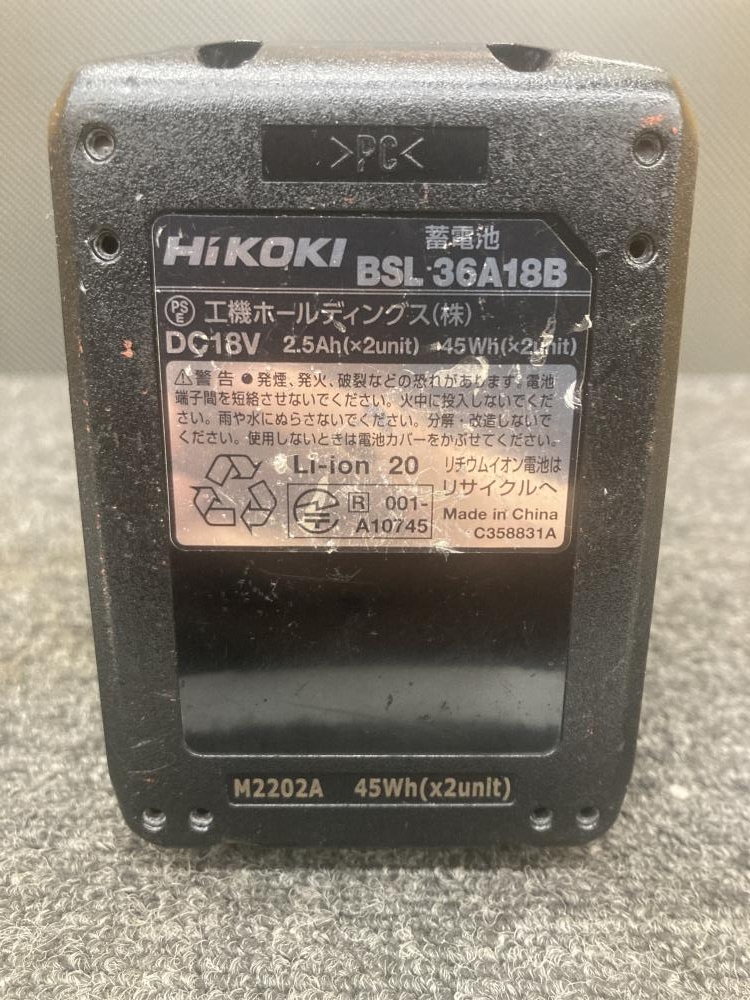 >PC<
HiKOKI
蓄電池
BSL 36A18B
PSE 工機ホールディングス(株)
DC18V 2.5Ah(×2unit) 45Wh(×2unit)
⚠警告 ●発煙、発火、破裂などの恐れがあります。電池
端子間を短絡させないでください。火中に投入しないでくだ
さい。雨や水にぬらさないでください。分解・改造しないで
ください。使用しないときは電池カバーをかぶせてください。
Li-ion 20 リチウムイオン電池は
リサイクルへ
R 001-
A10745
Made in China
C358831A
M2202A 45Wh(x2unit)